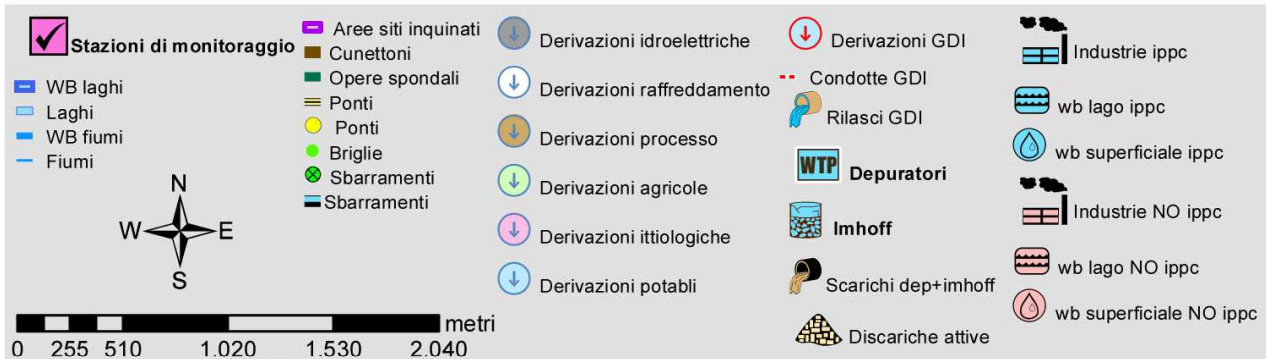 Stazioni di monitoraggio
WB laghi
Laghi
WB fiumi
Fiumi
N
W E
S
metri
0 255 510 1.020 1.530 2.040
Aree siti inquinati
Cunettoni
Opere spondali
Ponti
Ponti
Briglie
Sbarramenti
Sbarramenti
Derivazioni idroelettriche
Derivazioni raffreddamento
Derivazioni processo
Derivazioni agricole
Derivazioni ittiologiche
Derivazioni potabili
Derivazioni GDI
Condotte GDI
Rilasci GDI
WTP Depuratori
Imhoff
Scarichi dep+imhoff
Discariche attive
Industrie ippc
wb lago ippc
wb superficiale ippc
Industrie NO ippc
wb lago NO ippc
wb superficiale NO ippc